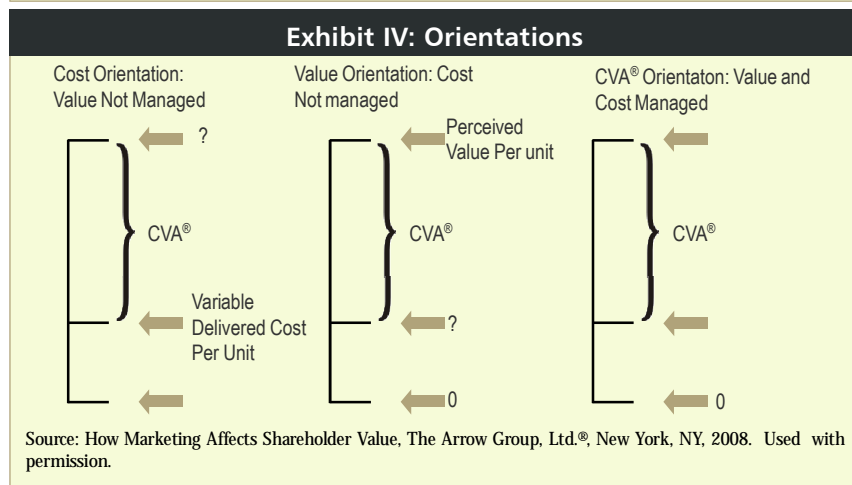 Exhibit IV: Orientations
Cost Orientation:
Value Not Managed
?
CVA®
Variable
Delivered Cost
Per Unit
Value Orientation: Cost
Not managed
Perceived
Value Per unit
CVA®
?
0
CVA® Orientaton: Value and
Cost Managed
CVA®
0
Source: How Marketing Affects Shareholder Value, The Arrow Group, Ltd.®, New York, NY, 2008. Used with
permission.